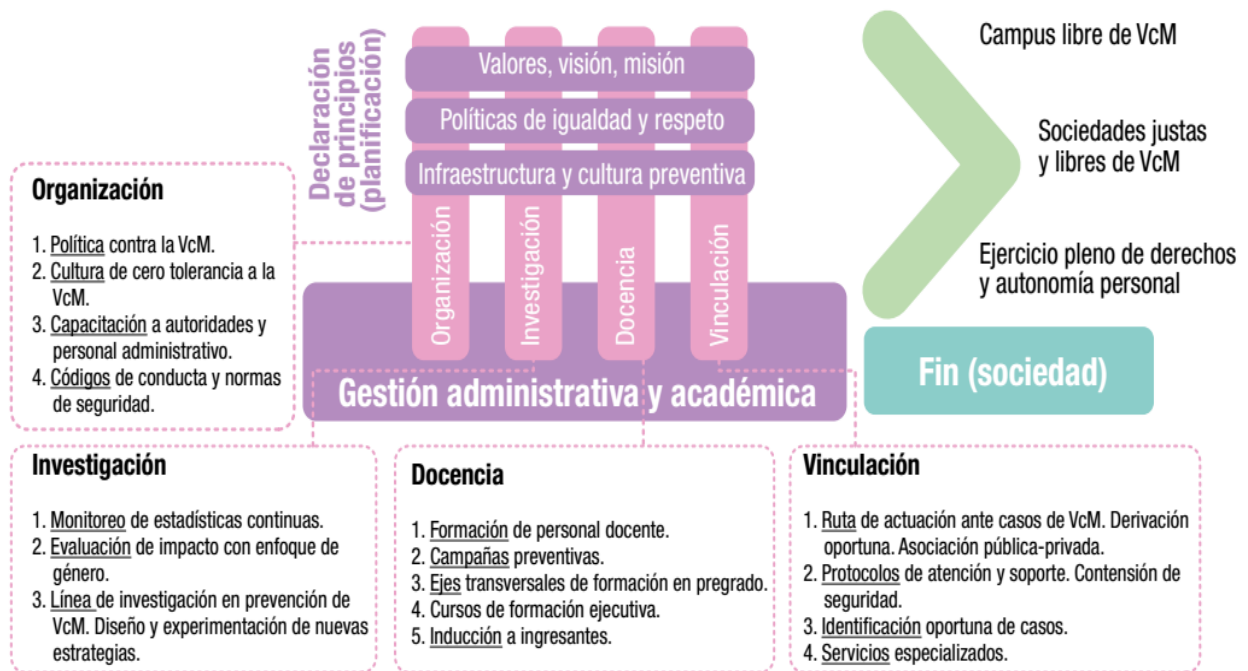 Declaración
de principios
(planificación)
Valores, visión, misión
Políticas de igualdad y respeto
Infraestructura y cultura preventiva
Organización
Investigación
Docencia
Vinculación
Gestión administrativa y académica
Campus libre de VcM
Sociedades justas
y libres de VcM
Ejercicio pleno de derechos
y autonomía personal
Fin (sociedad)
Organización
1. Política contra la VcM.
2. Cultura de cero tolerancia a la
VcM.
3. Capacitación a autoridades y
personal administrativo.
4. Códigos de conducta y normas
de seguridad.
Investigación
1. Monitoreo de estadísticas continuas.
2. Evaluación de impacto con enfoque de
género.
3. Línea de investigación en prevención de
VcM. Diseño y experimentación de nuevas
estrategias.
Docencia
1. Formación de personal docente.
2. Campañas preventivas.
3. Ejes transversales de formación en pregrado.
4. Cursos de formación ejecutiva.
5. Inducción a ingresantes.
Vinculación
1. Ruta de actuación ante casos de VcM. Derivación
oportuna. Asociación pública-privada.
2. Protocolos de atención y soporte. Contensión de
seguridad.
3. Identificación oportuna de casos.
4. Servicios especializados.